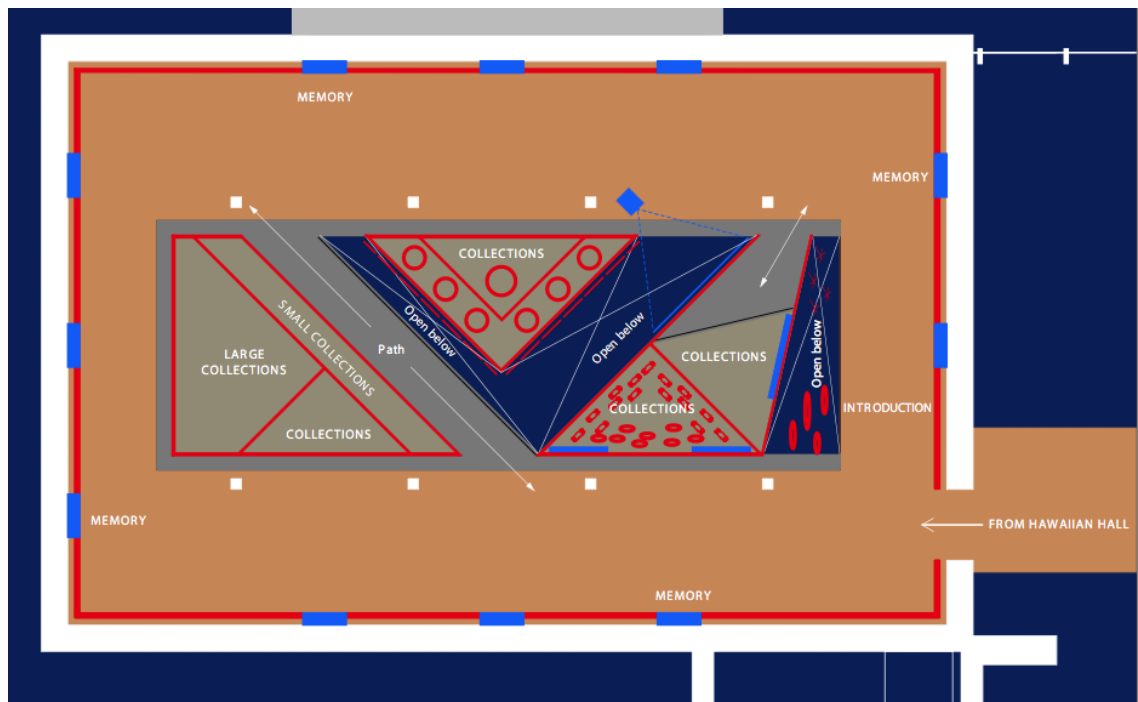 MEMORY
MEMORY
COLLECTIONS
SMALL COLLECTIONS
Open below
Open below
Path
Open below
LARGE
COLLECTIONS
COLLECTIONS
COLLECTIONS
INTRODUCTION
COLLECTIONS
MEMORY
FROM HAWAIIAN HALL
MEMORY